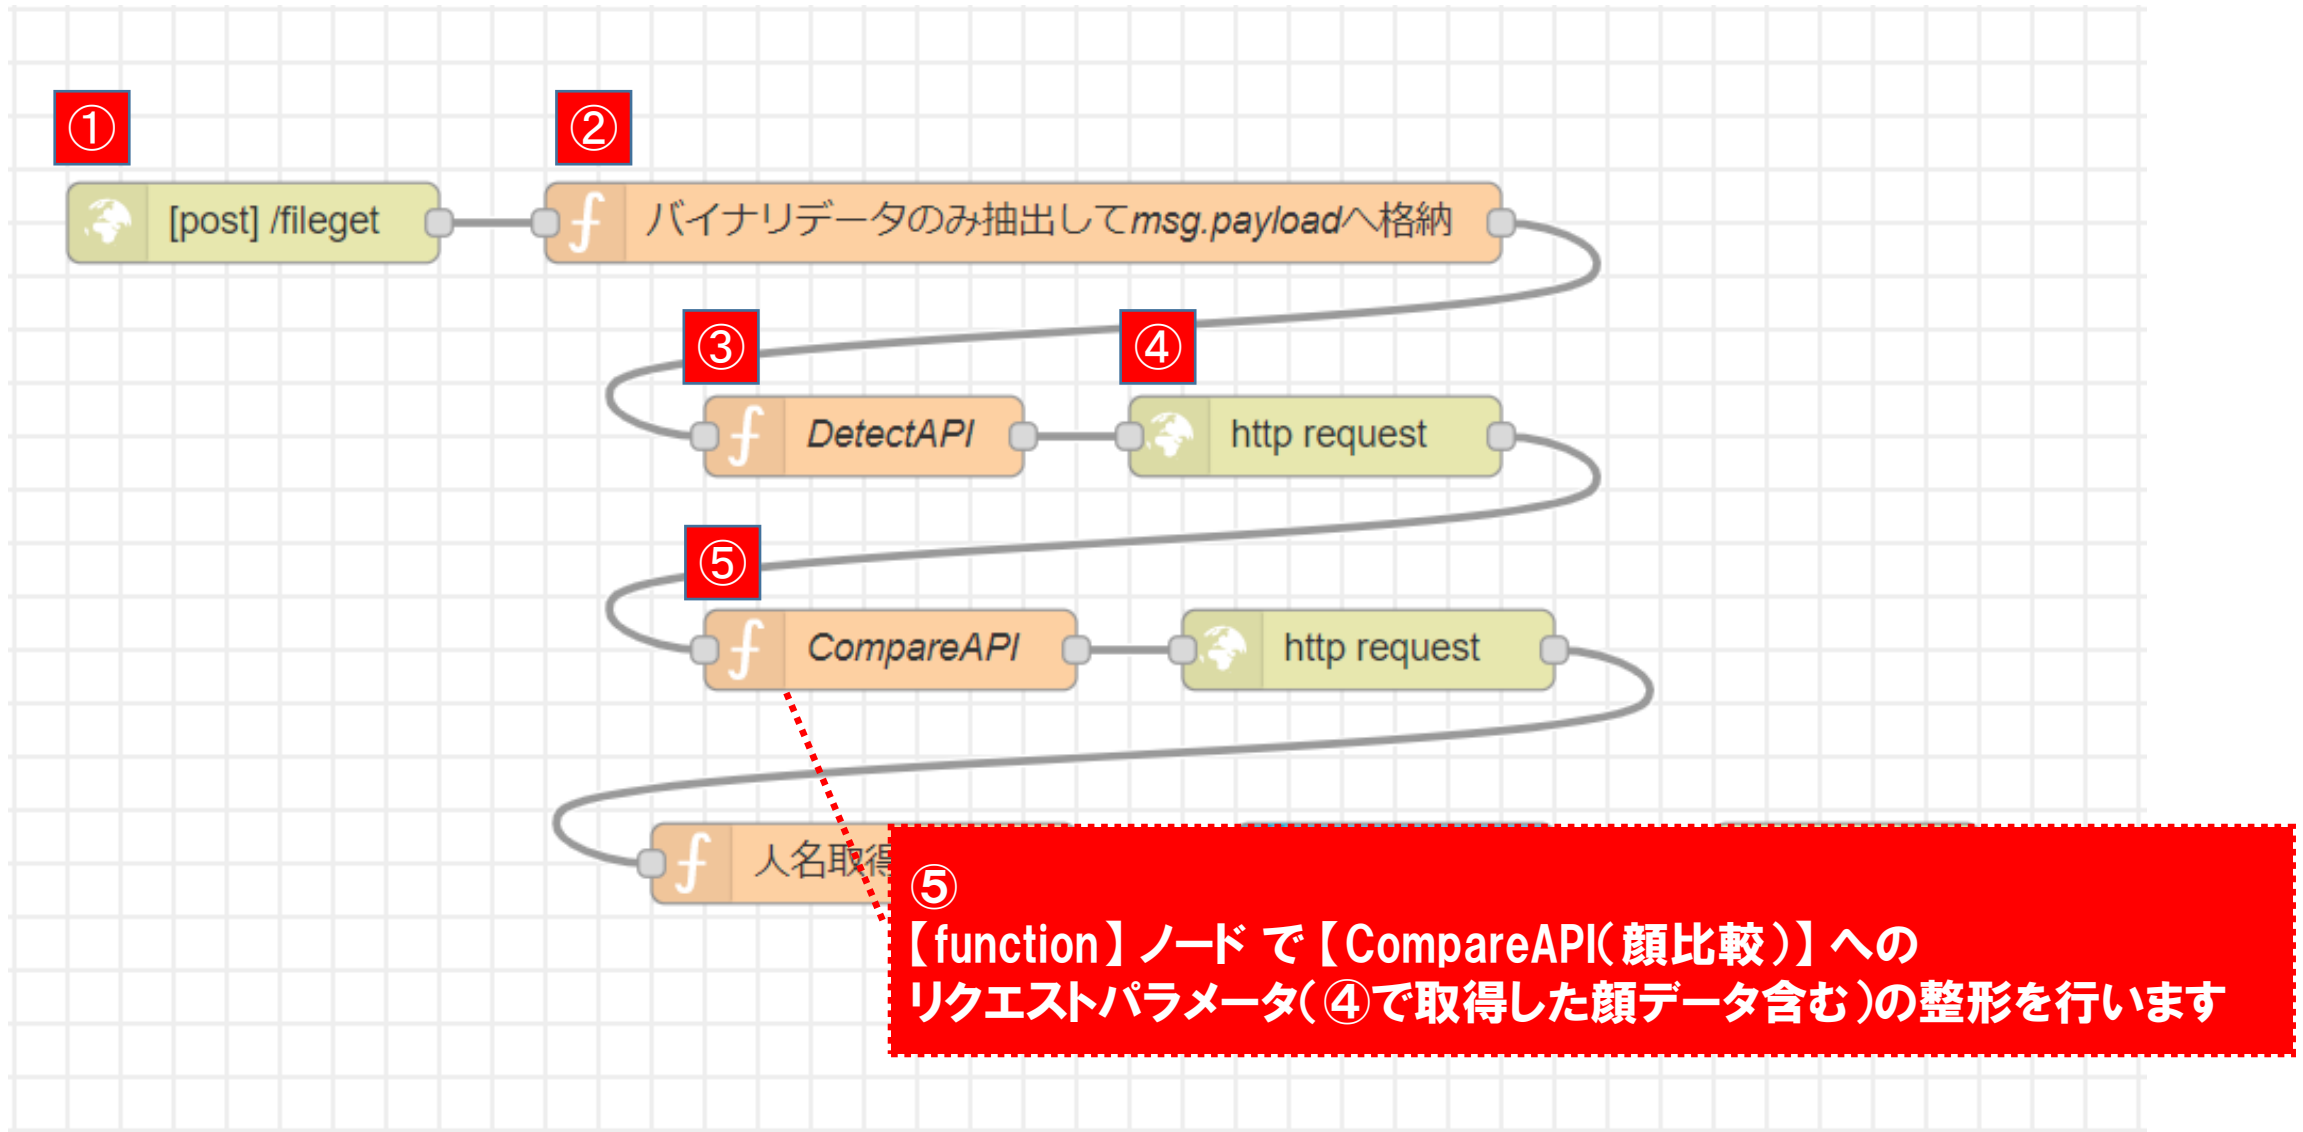 ①
②
[post] /fileget
バイナリデータのみ抽出してmsg.payloadへ格納
③
④
DetectAPI
http request
⑤
CompareAPI
http request
人名取得
⑤
【function】ノード で【CompareAPI(顔比較)】への
リクエストパラメータ(④で取得した顔データ含む)の整形を行います